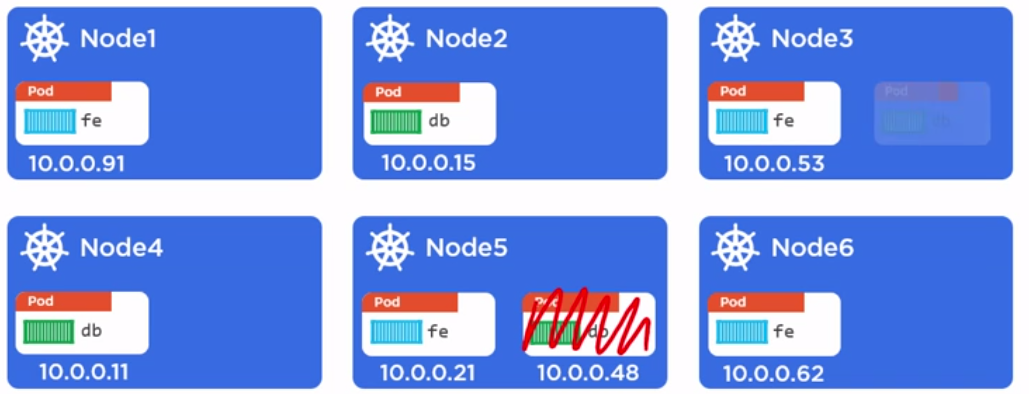 Node1
Pod
fe
10.0.0.91
Node2
Pod
db
10.0.0.15
Node3
Pod
fe
10.0.0.53
Pod
Node4
Pod
db
10.0.0.11
Node5
Pod
fe
10.0.0.21
Pod
db
10.0.0.48
Node6
Pod
fe
10.0.0.62